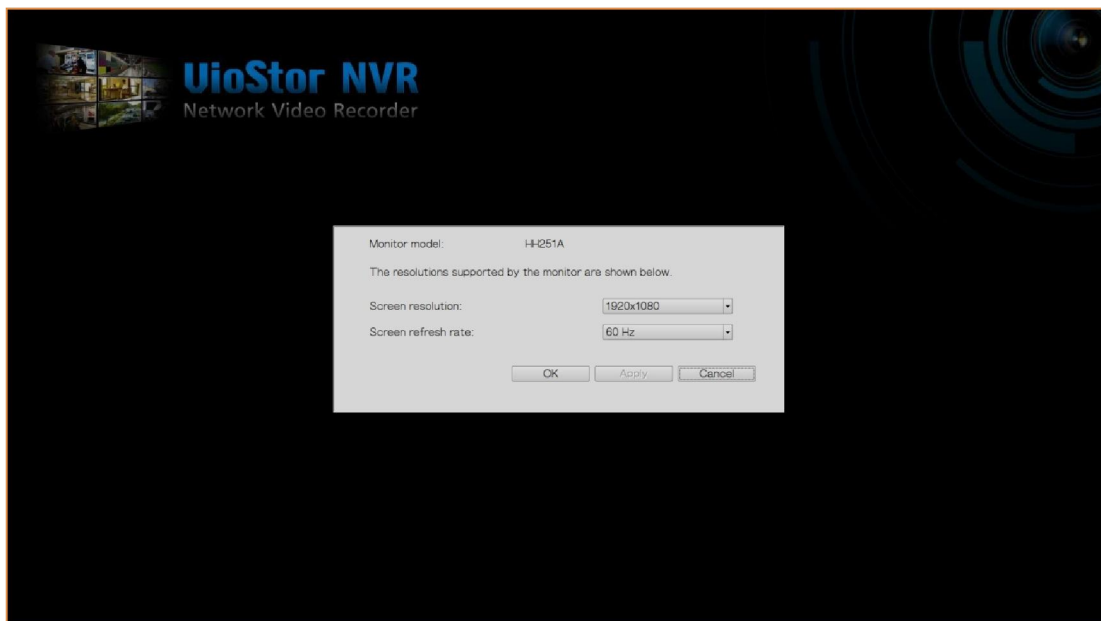 VioStor NVR
Network Video Recorder
Monitor model: HH251A
The resolutions supported by the monitor are shown below.
Screen resolution: 1920x1080
Screen refresh rate: 60 Hz
OK Apply Cancel